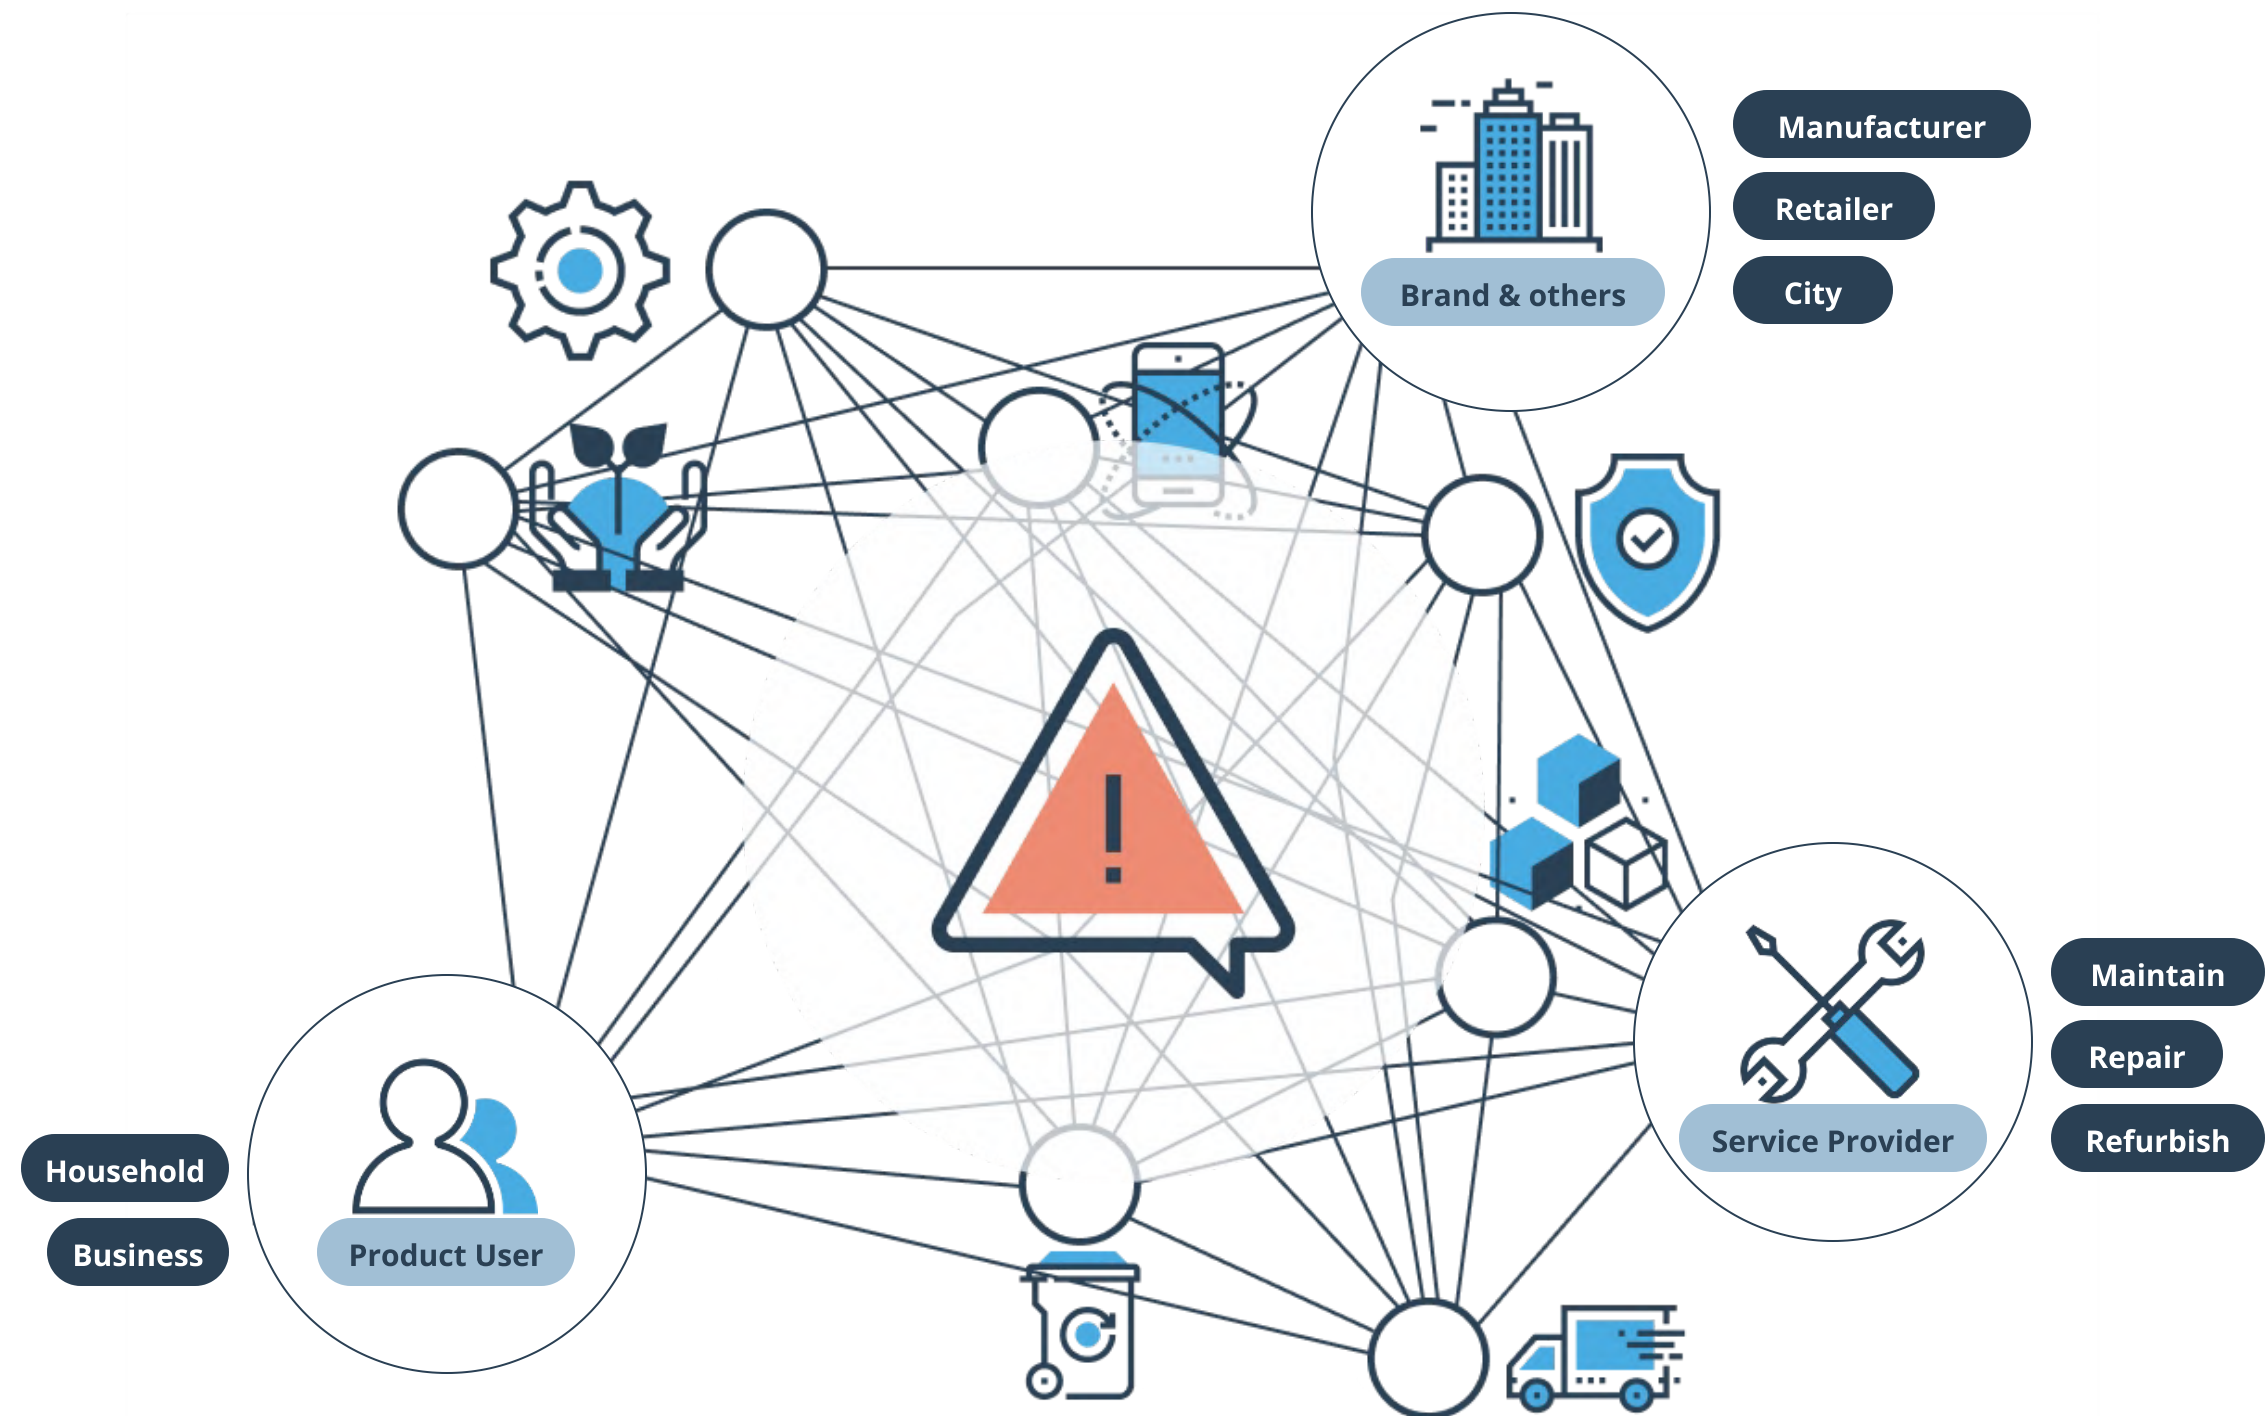 Manufacturer
Retailer
Brand & others
City
Maintain
Repair
Service Provider
Refurbish
Household
Business
Product User